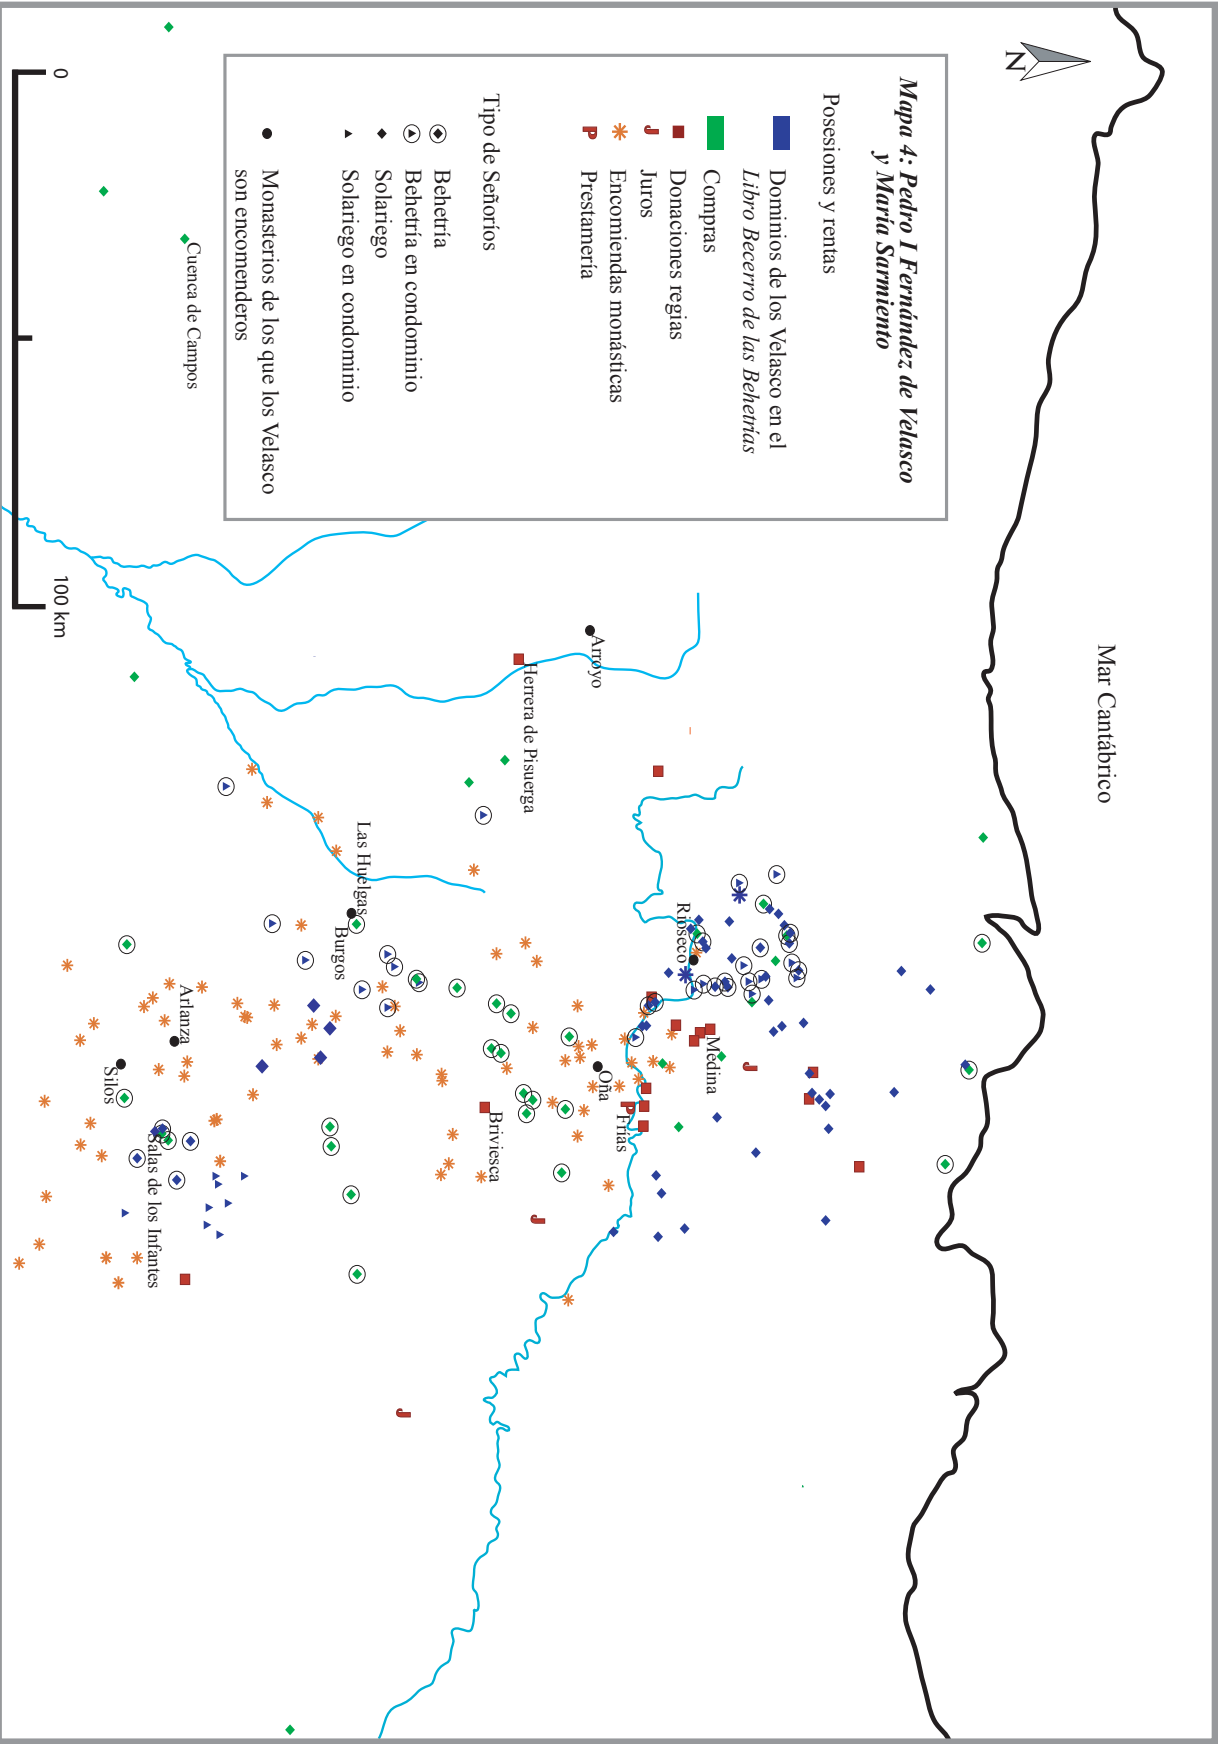 Mapa 4: Pedro I Fernández de Velasco
y María Sarmiento
Posesiones y rentas
Dominios de los Velasco en el
Libro Becerro de las Behetrías
Compras
Donaciones regias
J Juros
Encomiendas monásticas
P Prestamería
Tipo de Señoríos
Behetría
Behetría en condominio
Solariego
Solariego en condominio
Monasterios de los que los Velasco
son encomenderos
N
Mar Cantábrico
Arroyo
Herrera de Pisuerga
Cuenca de Campos
Rioseco
Medina
J
Las Huelgas
Burgos
Oña
P
Frías
Briviesca
J
Arlanza
Silos
Salas de los Infantes
J
0
100 km